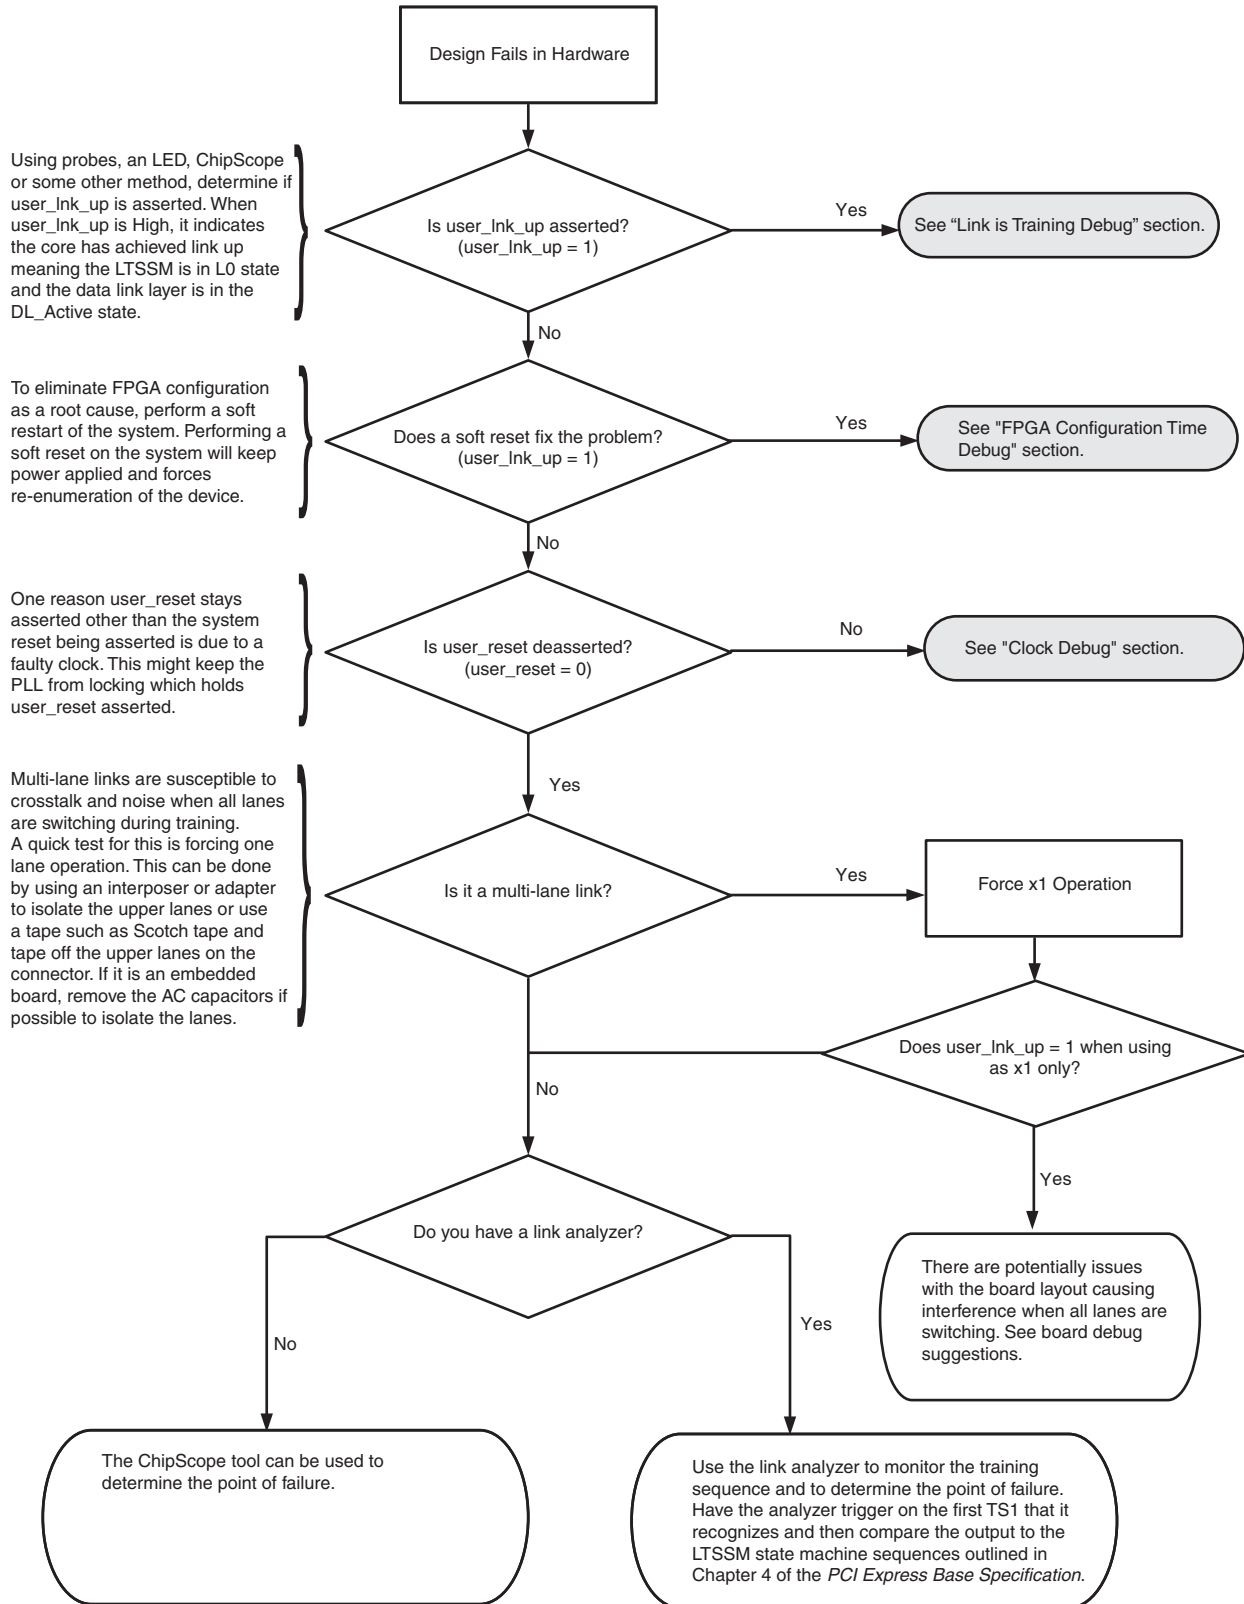 Design Fails in Hardware
Using probes, an LED, ChipScope
or some other method, determine if
user_lnk_up is asserted. When
user_lnk_up is High, it indicates
the core has achieved link up
meaning the LTSSM is in L0 state
and the data link layer is in the
DL_Active state.
Is user_lnk_up asserted?
(user_lnk_up = 1)
Yes
See “Link is Training Debug” section.
No
To eliminate FPGA configuration
as a root cause, perform a soft
restart of the system. Performing a
soft reset on the system will keep
power applied and forces
re-enumeration of the device.
Does a soft reset fix the problem?
(user_lnk_up = 1)
Yes
See "FPGA Configuration Time
Debug" section.
No
One reason user_reset stays
asserted other than the system
reset being asserted is due to a
faulty clock. This might keep the
PLL from locking which holds
user_reset asserted.
Is user_reset deasserted?
(user_reset = 0)
No
See "Clock Debug" section.
Yes
Multi-lane links are susceptible to
crosstalk and noise when all lanes
are switching during training.
A quick test for this is forcing one
lane operation. This can be done
by using an interposer or adapter
to isolate the upper lanes or use
a tape such as Scotch tape and
tape off the upper lanes on the
connector. If it is an embedded
board, remove the AC capacitors if
possible to isolate the lanes.
Is it a multi-lane link?
Yes
Force x1 Operation
Does user_lnk_up = 1 when using
as x1 only?
No
Yes
Do you have a link analyzer?
There are potentially issues
with the board layout causing
interference when all lanes are
switching. See board debug
suggestions.
No
Yes
The ChipScope tool can be used to
determine the point of failure.
Use the link analyzer to monitor the training
sequence and to determine the point of failure.
Have the analyzer trigger on the first TS1 that it
recognizes and then compare the output to the
LTSSM state machine sequences outlined in
Chapter 4 of the PCI Express Base Specification.